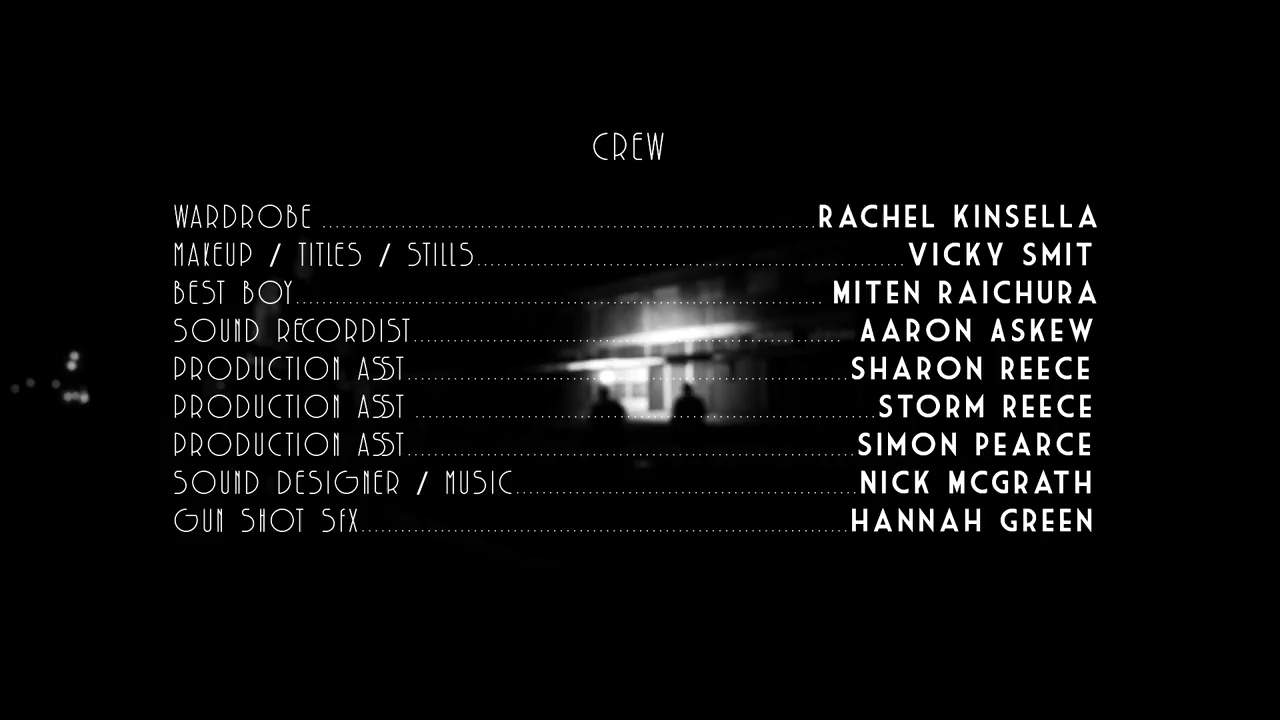 CREW
WARDROBE ..........RACHEL KINSELLA
MAKEUP / TITLES / STILLS..........VICKY SMIT
BEST BOY.......... MITEN RAICHURA
SOUND RECORDIST.......... AARON ASKEW
PRODUCTION ASST..........SHARON REECE
PRODUCTION ASST ..........STORM REECE
PRODUCTION ASST..........SIMON PEARCE
SOUND DESIGNER / MUSIC..........NICK MCGRATH
GUN SHOT SFX..........HANNAH GREEN